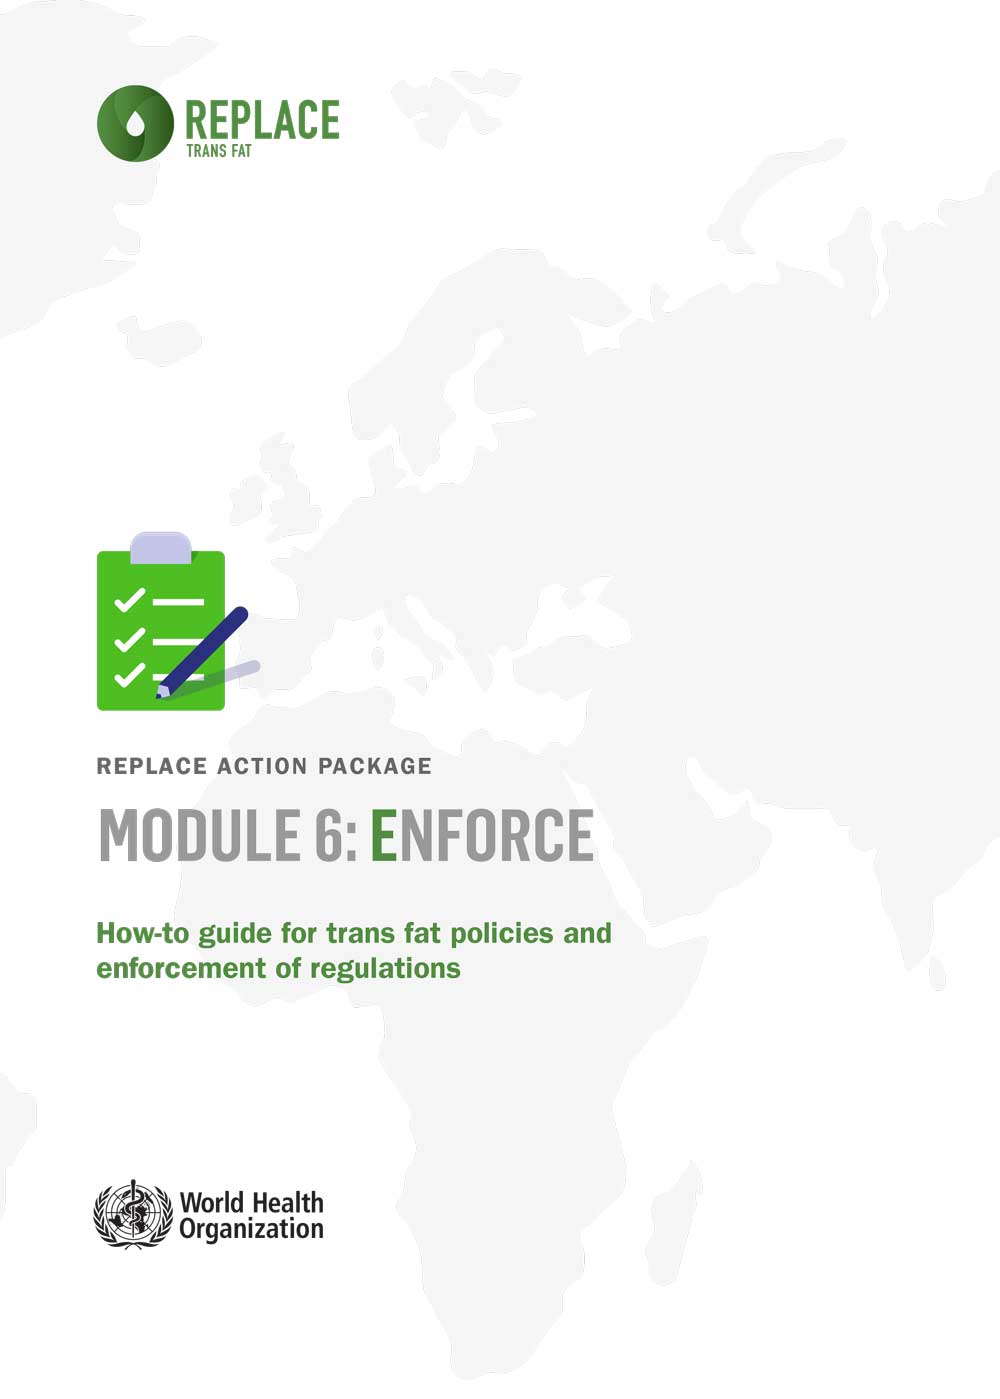 REPLACE
TRANS FAT
REPLACE ACTION PACKAGE
MODULE 6: ENFORCE
How-to guide for trans fat policies and
enforcement of regulations
World Health
Organization